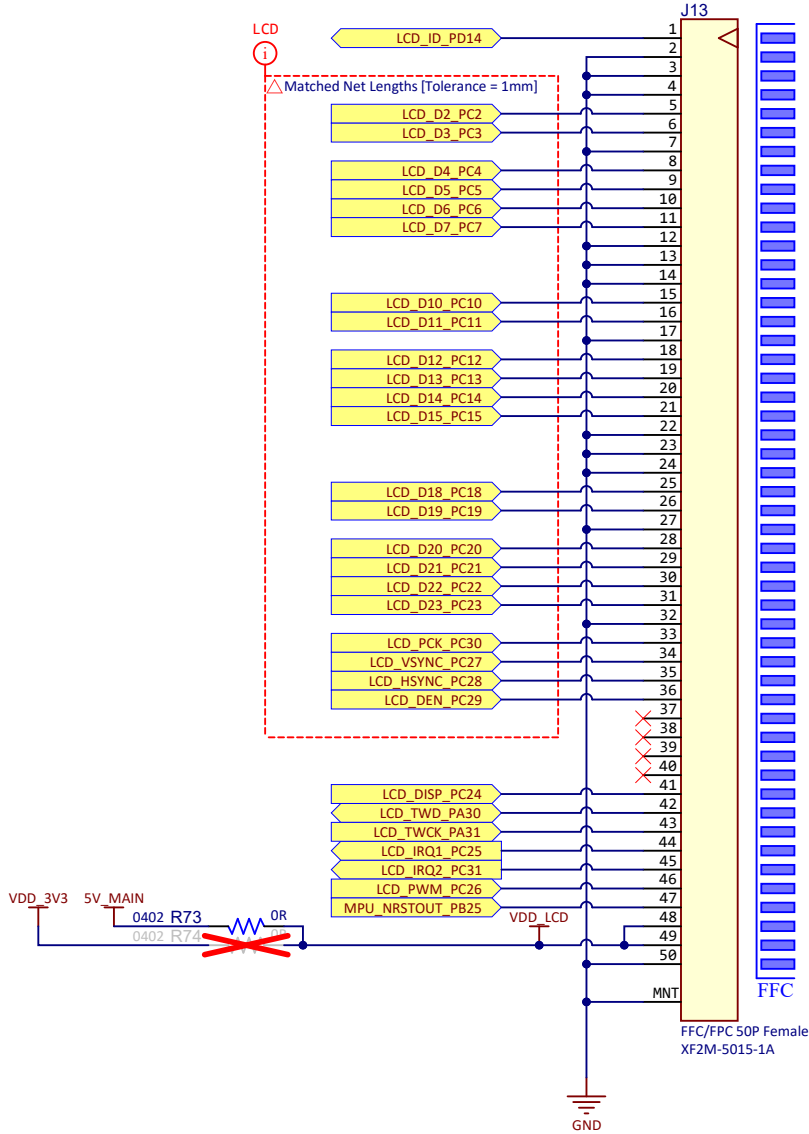 J13
LCD
i
Matched Net Lengths [Tolerance = 1mm]
LCD_ID_PD14 1
2
3
4
LCD_D2_PC2 5
LCD_D3_PC3 6
7
LCD_D4_PC4 8
LCD_D5_PC5 9
LCD_D6_PC6 10
LCD_D7_PC7 11
12
13
14
LCD_D10_PC10 15
LCD_D11_PC11 16
17
LCD_D12_PC12 18
LCD_D13_PC13 19
LCD_D14_PC14 20
LCD_D15_PC15 21
22
23
24
LCD_D18_PC18 25
LCD_D19_PC19 26
27
LCD_D20_PC20 28
LCD_D21_PC21 29
LCD_D22_PC22 30
LCD_D23_PC23 31
32
LCD_PCK_PC30 33
LCD_VSYNC_PC27 34
LCD_HSYNC_PC28 35
LCD_DEN_PC29 36
37
38
39
40
LCD_DISP_PC24 41
LCD_TWD_PA30 42
LCD_TWCK_PA31 43
LCD_IRQ1_PC25 44
LCD_IRQ2_PC31 45
LCD_PWM_PC26 46
MPU_NRSTOUT_PB25 47
48
49
50
MNT
VDD_3V3 5V_MAIN
0402 R73 0R
0402 R74 0R
VDD_LCD
FFC
FFC/FPC 50P Female
XF2M-5015-1A
GND